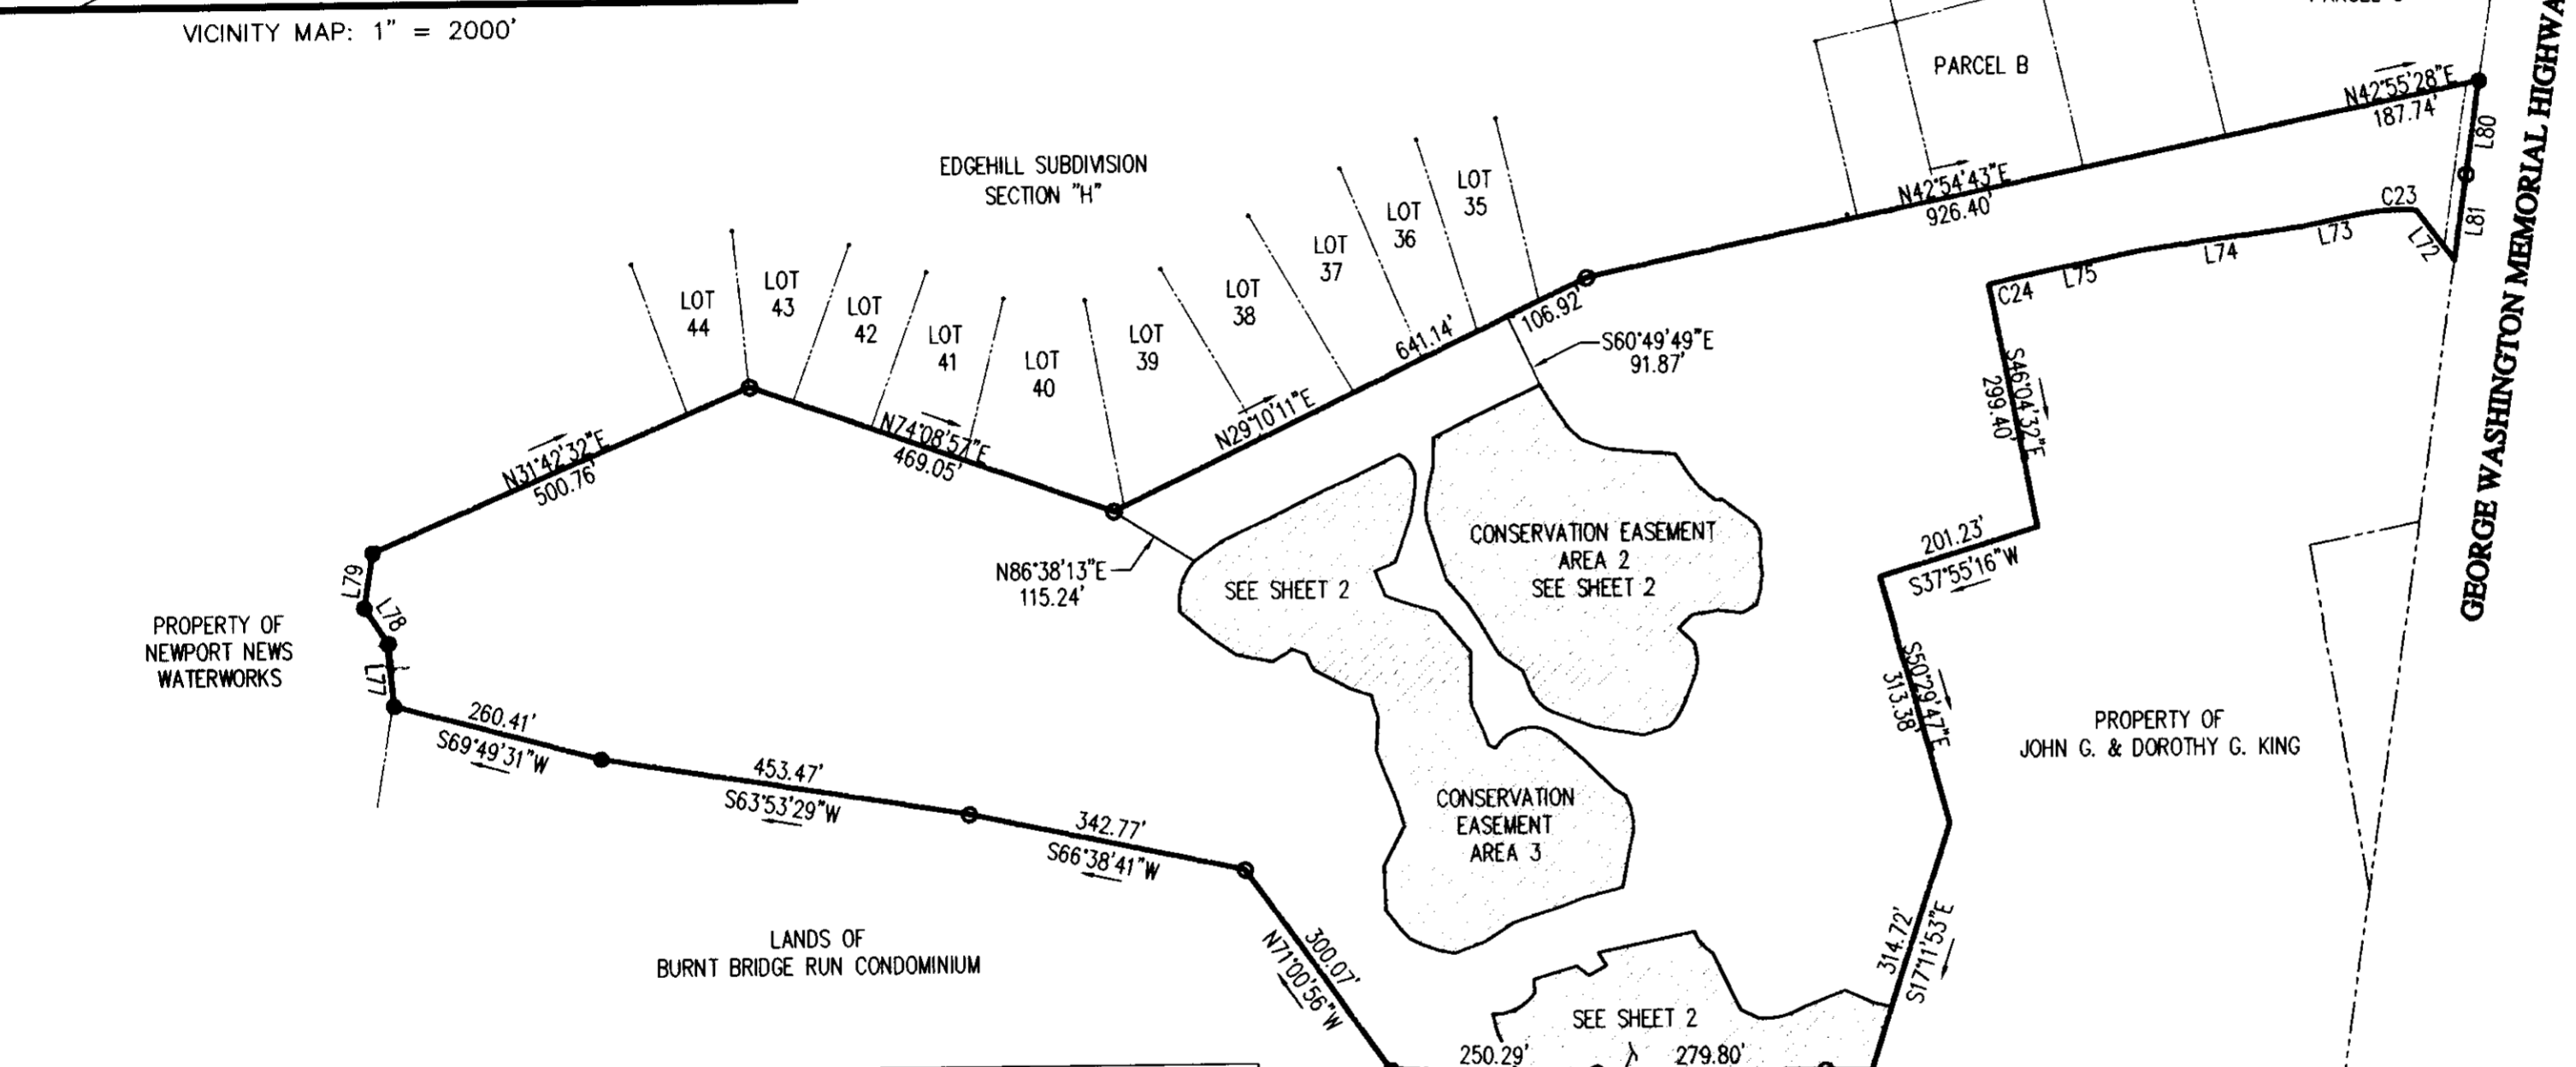 VICINITY MAP: 1" = 2000'
PARCEL B
N42°55'28"E
187.74'
L80
L81
GEORGE WASHINGTON MEMORIAL
EDGEHILL SUBDIVISION
SECTION "H"
N42°54'43"E
926.40'
C23
L72
L73
L74
L75
C24
LOT
35
LOT
36
LOT
37
LOT
38
LOT
39
LOT
40
LOT
41
LOT
42
LOT
43
LOT
44
641.14'
106.92'
S60°49'49"E
91.87'
N29°10'11"E
N74°08'57"E
469.05'
N31°42'32"E
500.76'
S46°04'32"E
299.40'
201.23'
S37°55'16"W
CONSERVATION EASEMENT
AREA 2
SEE SHEET 2
SEE SHEET 2
N86°38'13"E
115.24'
L79
L78
L77
PROPERTY OF
NEWPORT NEWS
WATERWORKS
260.41'
S69°49'31"W
453.47'
S63°53'29"W
342.77'
S66°38'41"W
S50°29'47"E
313.38'
PROPERTY OF
JOHN G. & DOROTHY G. KING
CONSERVATION
EASEMENT
AREA 3
LANDS OF
BURNT BRIDGE RUN CONDOMINIUM
300.07'
N71°00'56"W
314.72'
S17°11'53"E
SEE SHEET 2
250.29'
279.80'